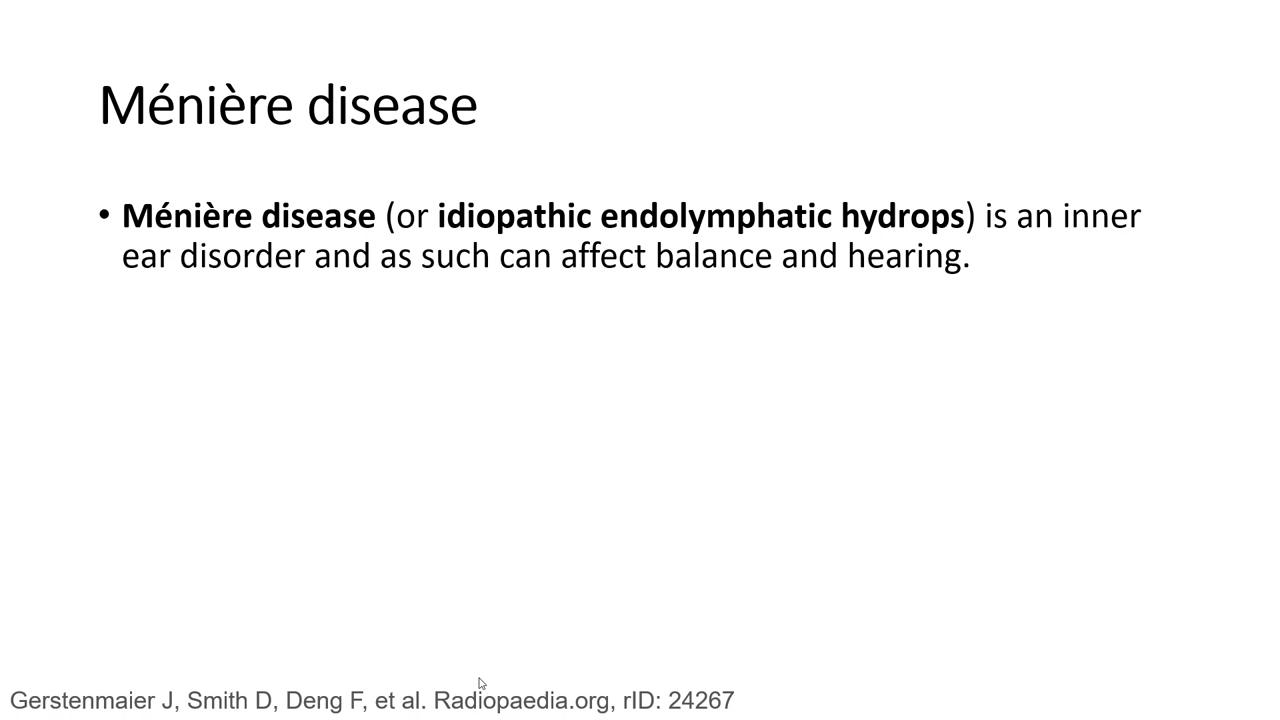 Ménière disease
• Ménière disease (or idiopathic endolymphatic hydrops) is an inner
ear disorder and as such can affect balance and hearing.
Gerstenmaier J, Smith D, Deng F, et al. Radiopaedia.org, rID: 24267